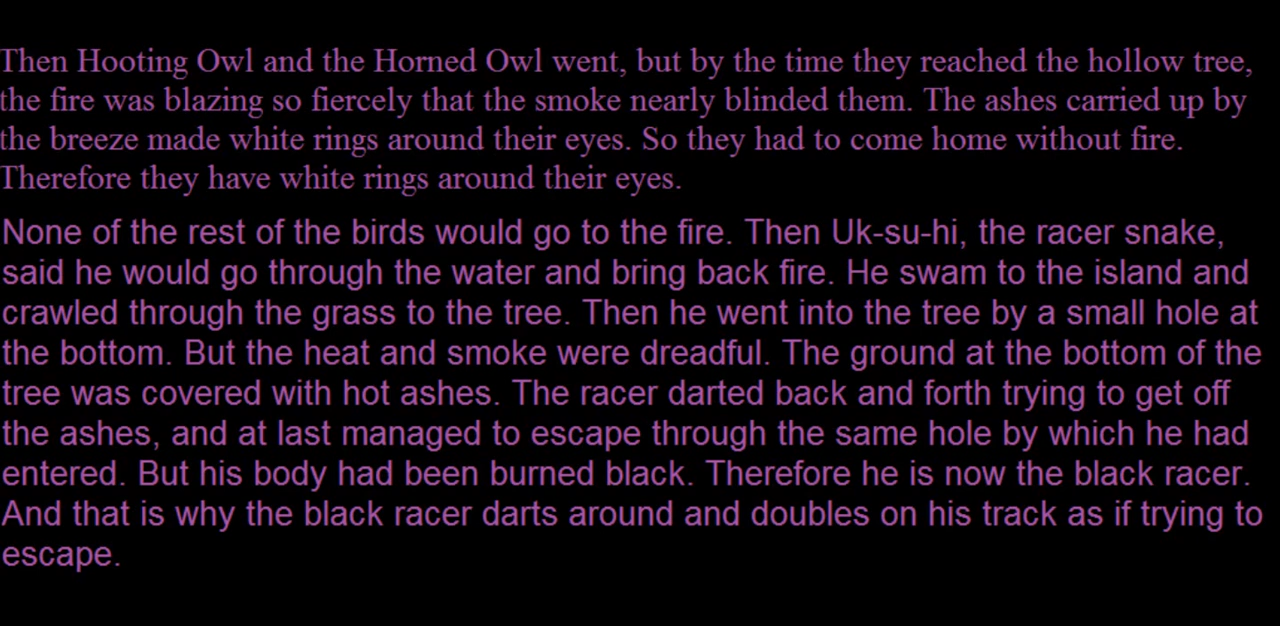 Then Hooting Owl and the Horned Owl went, but by the time they reached the hollow tree,
the fire was blazing so fiercely that the smoke nearly blinded them. The ashes carried up by
the breeze made white rings around their eyes. So they had to come home without fire.
Therefore they have white rings around their eyes.
None of the rest of the birds would go to the fire. Then Uk-su-hi, the racer snake,
said he would go through the water and bring back fire. He swam to the island and
crawled through the grass to the tree. Then he went into the tree by a small hole at
the bottom. But the heat and smoke were dreadful. The ground at the bottom of the
tree was covered with hot ashes. The racer darted back and forth trying to get off
the ashes, and at last managed to escape through the same hole by which he had
entered. But his body had been burned black. Therefore he is now the black racer.
And that is why the black racer darts around and doubles on his track as if trying to
escape.